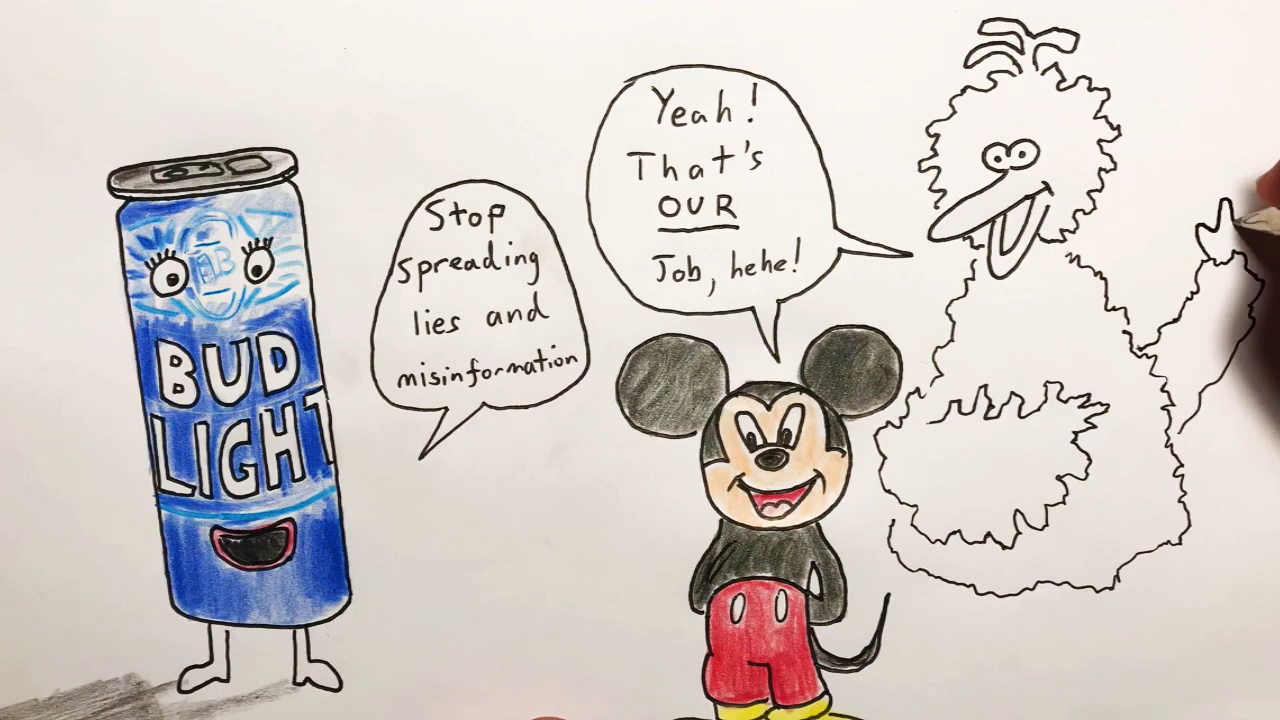 BUD
LIGHT
Stop
spreading
lies and
misinformation
Yeah!
That's
OUR
Job, hehe!